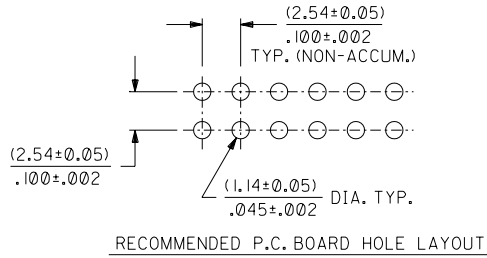 (2.54±0.05)
.100±.002
TYP. (NON-ACCUM.)
(2.54±0.05)
.100±.002
(1.14±0.05)
.045±.002
DIA. TYP.
RECOMMENDED P.C. BOARD HOLE LAYOUT